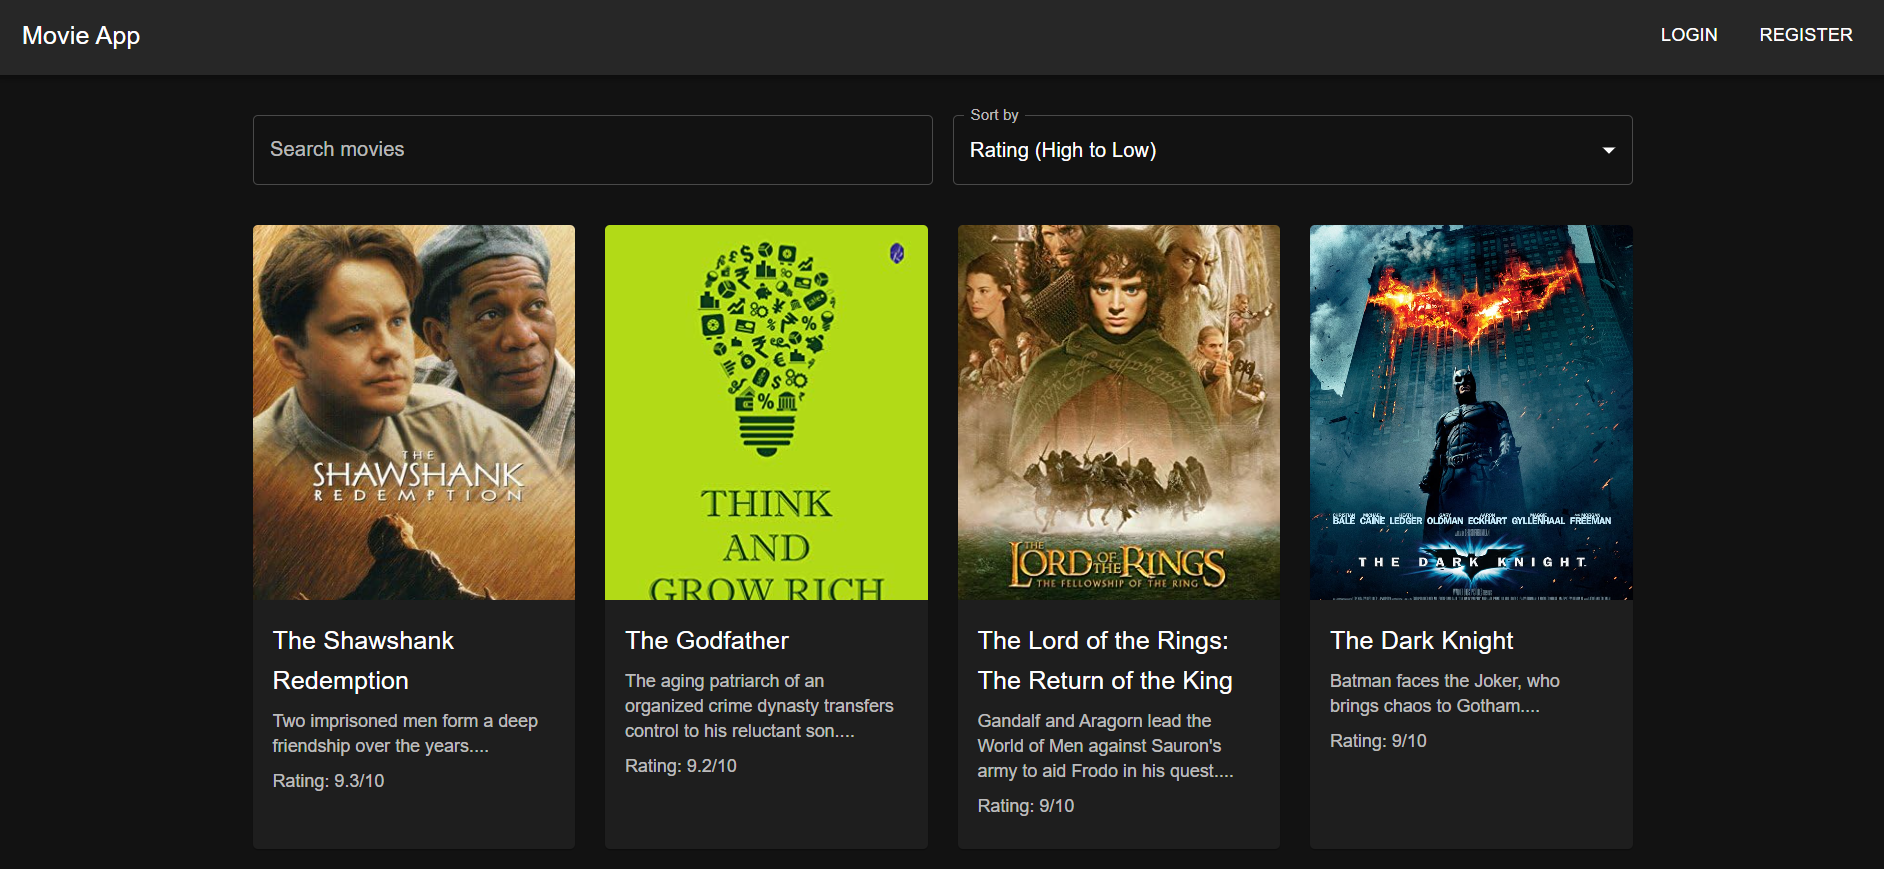 Movie App
LOGIN
REGISTER
Search movies
Sort by
Rating (High to Low)
THE
SHAWSHANK
REDEMPTION
THINK
AND
GROW RICH
THE
LORD OF
THE RINGS
THE FELLOWSHIP OF THE RING
BALE CAINE LEDGER OLDMAN ECKHART GYLLENHAAL FREEMAN
THE DARK KNIGHT
The Shawshank
Redemption
Two imprisoned men form a deep
friendship over the years....
Rating: 9.3/10
The Godfather
The aging patriarch of an
organized crime dynasty transfers
control to his reluctant son....
Rating: 9.2/10
The Lord of the Rings:
The Return of the King
Gandalf and Aragorn lead the
World of Men against Sauron's
army to aid Frodo in his quest....
Rating: 9/10
The Dark Knight
Batman faces the Joker, who
brings chaos to Gotham....
Rating: 9/10